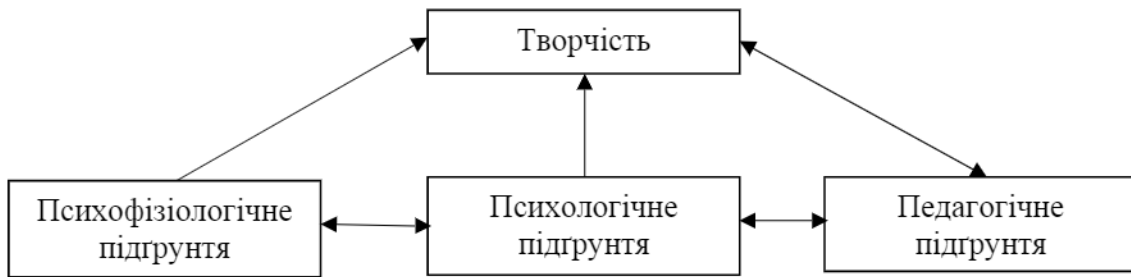 Творчість
Психофізіологічне
підґрунтя
Психологічне
підґрунтя
Педагогічне
підґрунтя